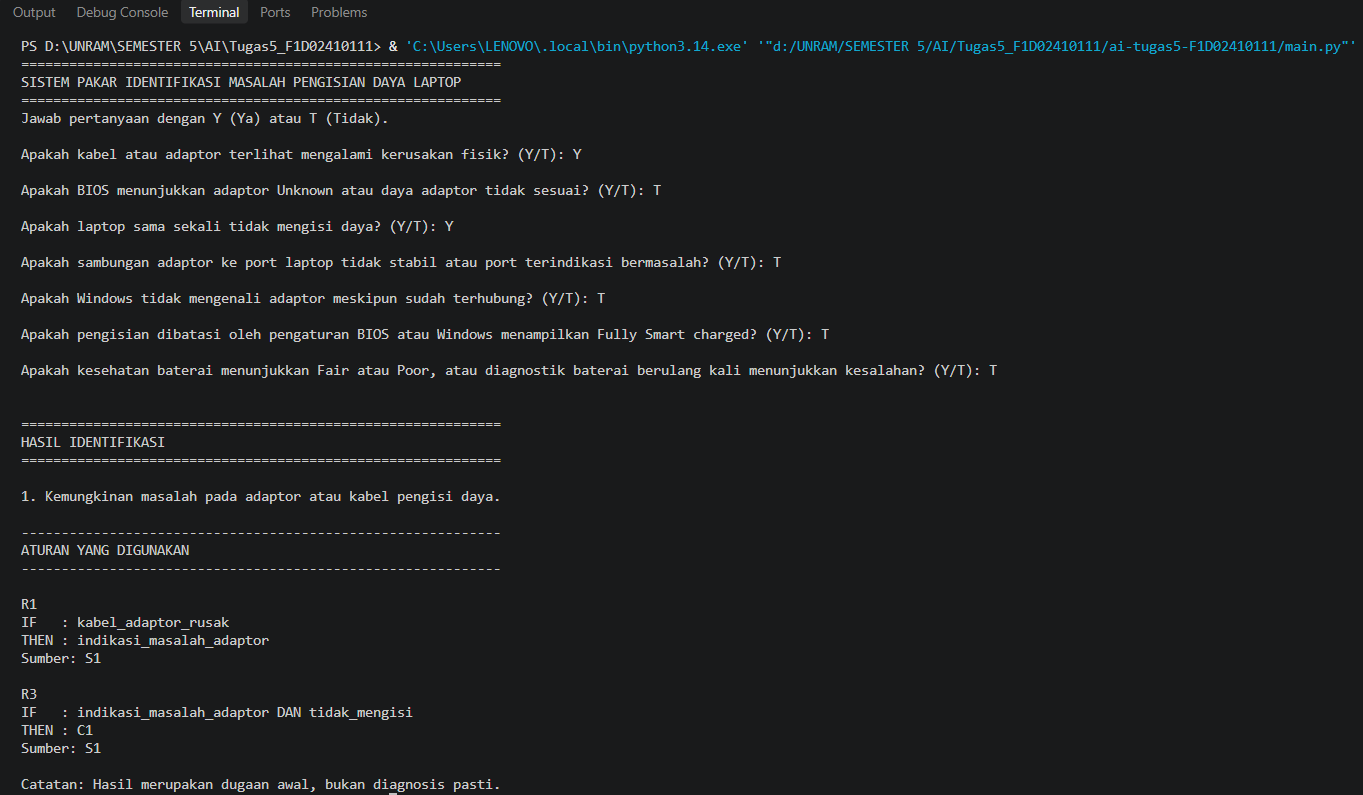 Output Debug Console Terminal Ports Problems
PS D:\UNRAM\SEMESTER 5\AI\Tugas5_F1D02410111> & 'C:\Users\LENOVO\.local\bin\python3.14.exe' '"d:/UNRAM/SEMESTER 5/AI/Tugas5_F1D02410111/ai-tugas5-F1D02410111/main.py"'
============================================================
SISTEM PAKAR IDENTIFIKASI MASALAH PENGISIAN DAYA LAPTOP
============================================================
Jawab pertanyaan dengan Y (Ya) atau T (Tidak).
Apakah kabel atau adaptor terlihat mengalami kerusakan fisik? (Y/T): Y
Apakah BIOS menunjukkan adaptor Unknown atau daya adaptor tidak sesuai? (Y/T): T
Apakah laptop sama sekali tidak mengisi daya? (Y/T): Y
Apakah sambungan adaptor ke port laptop tidak stabil atau port terindikasi bermasalah? (Y/T): T
Apakah Windows tidak mengenali adaptor meskipun sudah terhubung? (Y/T): T
Apakah pengisian dibatasi oleh pengaturan BIOS atau Windows menampilkan Fully Smart charged? (Y/T): T
Apakah kesehatan baterai menunjukkan Fair atau Poor, atau diagnostik baterai berulang kali menunjukkan kesalahan? (Y/T): T
============================================================
HASIL IDENTIFIKASI
============================================================
1. Kemungkinan masalah pada adaptor atau kabel pengisi daya.
------------------------------------------------------------
ATURAN YANG DIGUNAKAN
------------------------------------------------------------
R1
IF   : kabel_adaptor_rusak
THEN : indikasi_masalah_adaptor
Sumber: S1
R3
IF   : indikasi_masalah_adaptor DAN tidak_mengisi
THEN : C1
Sumber: S1
Catatan: Hasil merupakan dugaan awal, bukan diagnosis pasti.